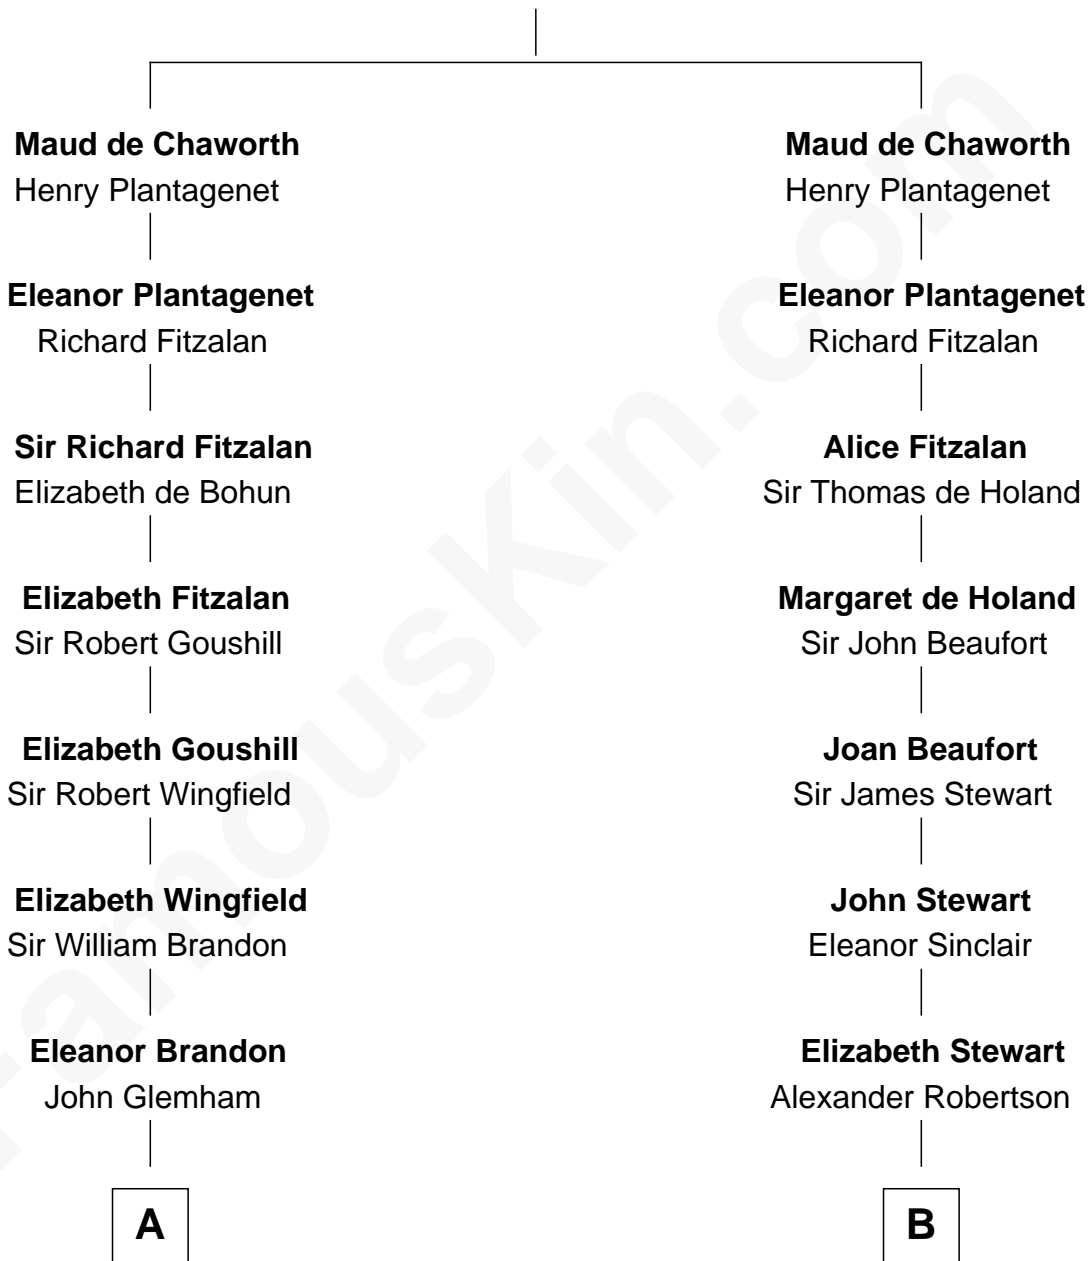 Maud de Chaworth
Henry Plantagenet
Eleanor Plantagenet
Richard Fitzalan
Sir Richard Fitzalan
Elizabeth de Bohun
Elizabeth Fitzalan
Sir Robert Goushill
Elizabeth Goushill
Sir Robert Wingfield
Elizabeth Wingfield
Sir William Brandon
Eleanor Brandon
John Glemham
A
Maud de Chaworth
Henry Plantagenet
Eleanor Plantagenet
Richard Fitzalan
Alice Fitzalan
Sir Thomas de Holand
Margaret de Holand
Sir John Beaufort
Joan Beaufort
Sir James Stewart
John Stewart
Eleanor Sinclair
Elizabeth Stewart
Alexander Robertson
B
FamousKin.com